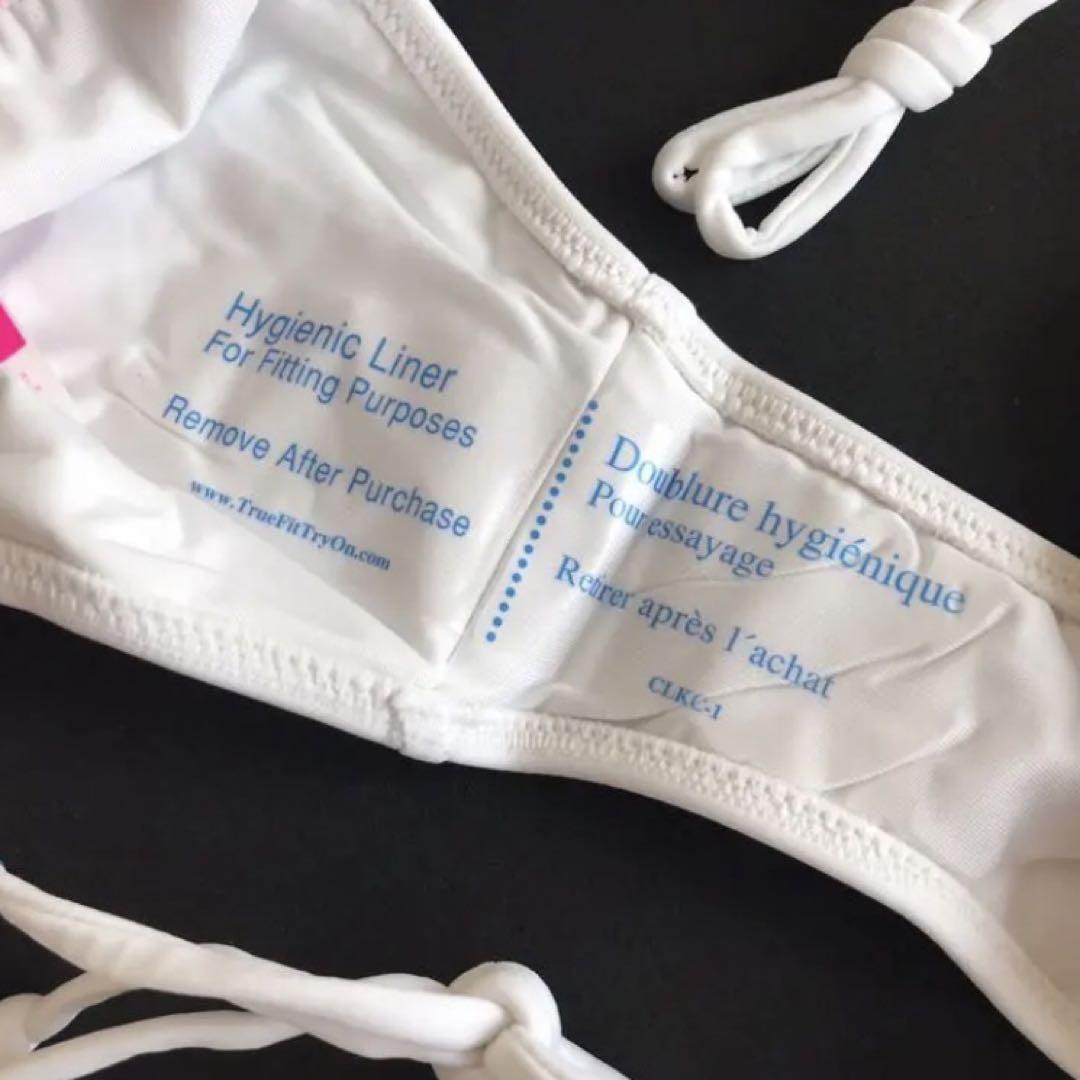 Hygienic Liner
For Fitting Purposes
Remove After Purchase
www.TrueFitTryOn.com
Doublure hygiénique
Pour essayage
Retirer après l´achat
CLKC-1